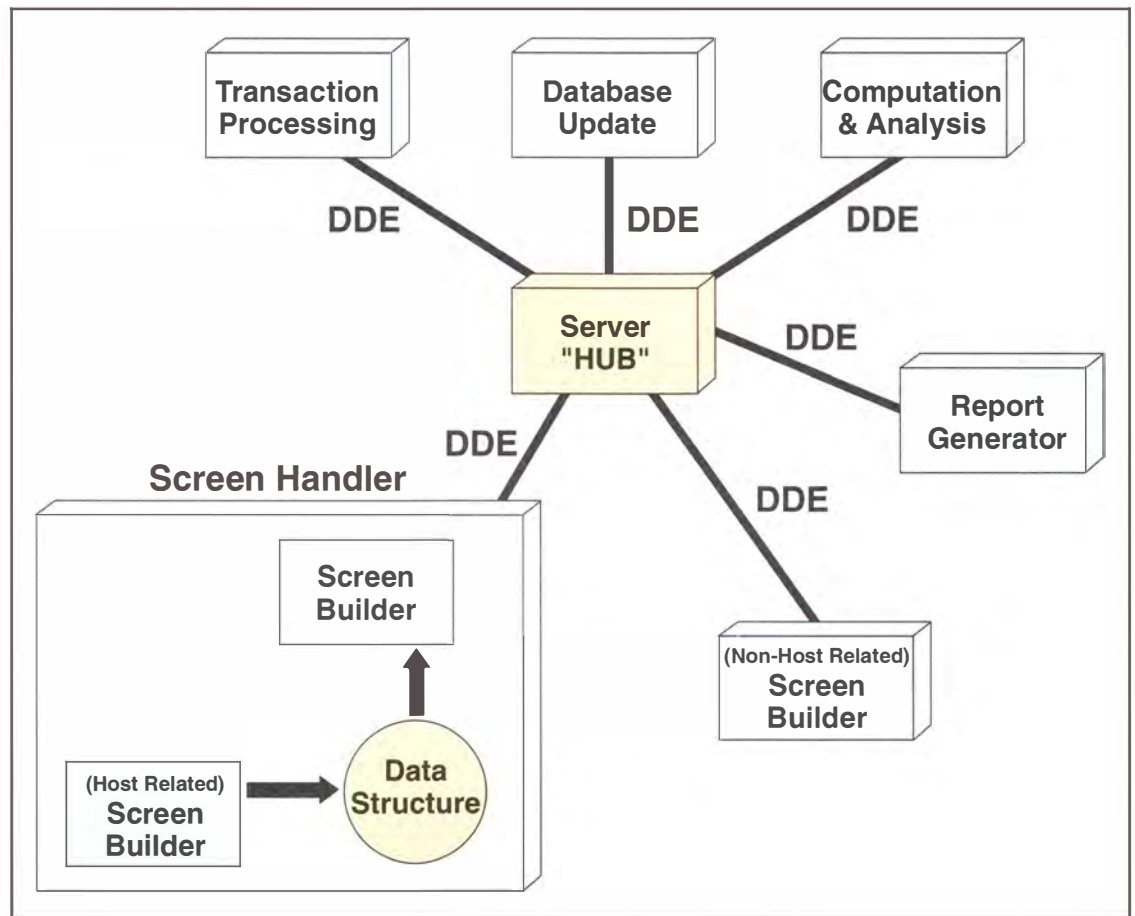 Transaction
Processing
Database
Update
Computation
& Analysis
DDE
DDE
DDE
Server
"HUB"
DDE
Report
Generator
DDE
Screen Handler
DDE
Screen
Builder
(Non-Host Related)
Screen
Builder
(Host Related)
Screen
Builder
Data
Structure